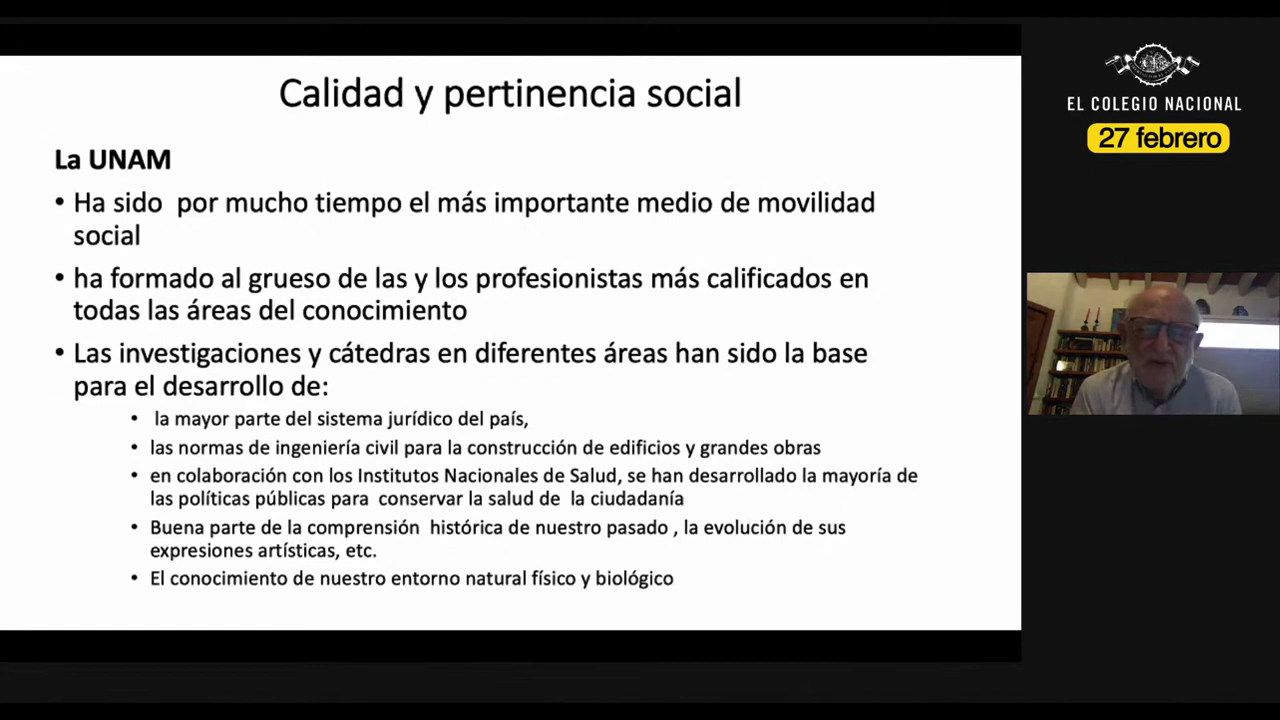 Calidad y pertinencia social
La UNAM
• Ha sido por mucho tiempo el más importante medio de movilidad
social
• ha formado al grueso de las y los profesionistas más calificados en
todas las áreas del conocimiento
• Las investigaciones y cátedras en diferentes áreas han sido la base
para el desarrollo de:
• la mayor parte del sistema jurídico del país,
• las normas de ingeniería civil para la construcción de edificios y grandes obras
• en colaboración con los Institutos Nacionales de Salud, se han desarrollado la mayoría de
las políticas públicas para conservar la salud de la ciudadanía
• Buena parte de la comprensión histórica de nuestro pasado , la evolución de sus
expresiones artísticas, etc.
• El conocimiento de nuestro entorno natural físico y biológico
EL COLEGIO NACIONAL
27 febrero